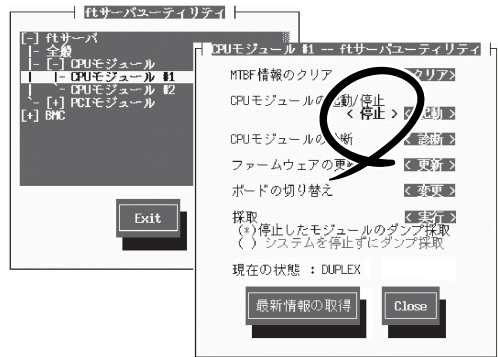 ftサーバユーティリティ
[-] ftサーバ
|- 全般
|- [-] CPUモジュール
| |- CPUモジュール #1
| `- CPUモジュール #2
`- [+] PCIモジュール
[+] BMC
Exit
CPUモジュール #1 -- ftサーバユーティリティ
MTBF情報のクリア <クリア>
CPUモジュールの起動/停止
< 停止 > < 起動 >
CPUモジュールの診断 < 診断 >
ファームウェアの更新 < 更新 >
ボードの切り替え < 変更 >
採取 < 実行 >
(*)停止したモジュールのダンプ採取
( ) システムを停止ずにダンプ採取
現在の状態 : DUPLEX
最新情報の取得 Close